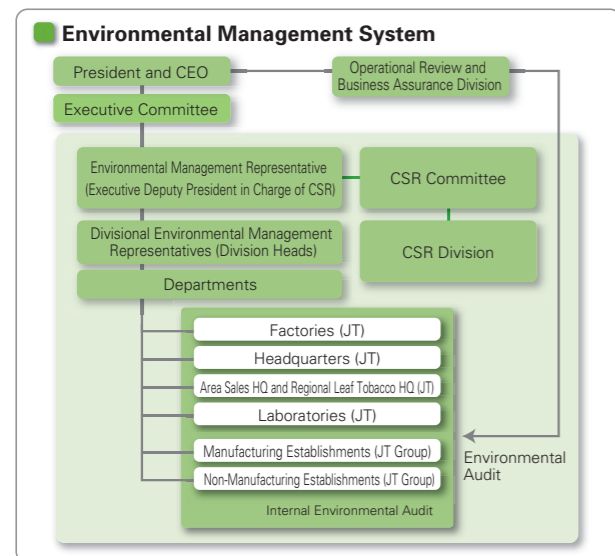 Environmental Management System
President and CEO
Operational Review and
Business Assurance Division
Executive Committee
Environmental Management Representative
(Executive Deputy President in Charge of CSR)
CSR Committee
Divisional Environmental Management
Representatives (Division Heads)
CSR Division
Departments
Factories (JT)
Headquarters (JT)
Area Sales HQ and Regional Leaf Tobacco HQ (JT)
Laboratories (JT)
Manufacturing Establishments (JT Group)
Non-Manufacturing Establishments (JT Group)
Internal Environmental Audit
Environmental
Audit